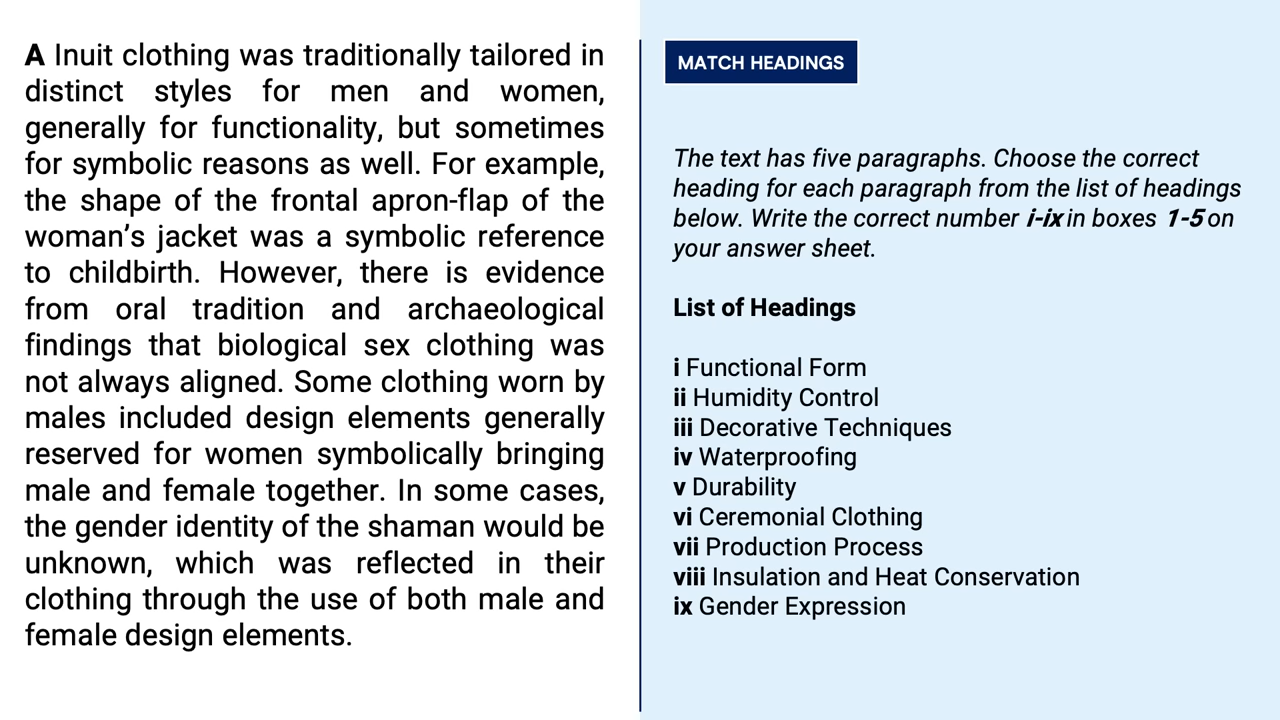 A Inuit clothing was traditionally tailored in
distinct styles for men and women,
generally for functionality, but sometimes
for symbolic reasons as well. For example,
the shape of the frontal apron-flap of the
woman’s jacket was a symbolic reference
to childbirth. However, there is evidence
from oral tradition and archaeological
findings that biological sex clothing was
not always aligned. Some clothing worn by
males included design elements generally
reserved for women symbolically bringing
male and female together. In some cases,
the gender identity of the shaman would be
unknown, which was reflected in their
clothing through the use of both male and
female design elements.
MATCH HEADINGS
The text has five paragraphs. Choose the correct
heading for each paragraph from the list of headings
below. Write the correct number i-ix in boxes 1-5 on
your answer sheet.
List of Headings
i Functional Form
ii Humidity Control
iii Decorative Techniques
iv Waterproofing
v Durability
vi Ceremonial Clothing
vii Production Process
viii Insulation and Heat Conservation
ix Gender Expression